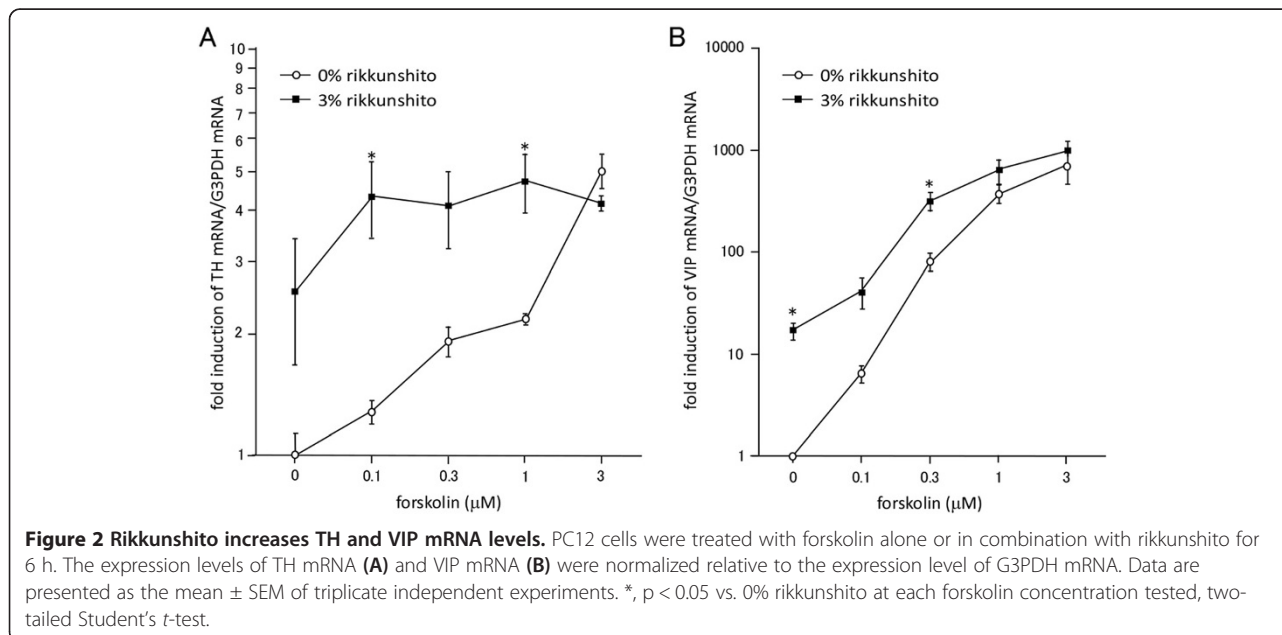 A
10
9
8
7
6
5
4
3
2
1
fold induction of TH mRNA/G3PDH mRNA
0% rikkunshito
3% rikkunshito
*
*
0
0.1
0.3
1
3
forskolin (μM)
B
10000
1000
100
10
1
fold induction of VIP mRNA/G3PDH mRNA
0% rikkunshito
3% rikkunshito
*
*
0
0.1
0.3
1
3
forskolin (μM)
Figure 2 Rikkunshito increases TH and VIP mRNA levels. PC12 cells were treated with forskolin alone or in combination with rikkunshito for
6 h. The expression levels of TH mRNA (A) and VIP mRNA (B) were normalized relative to the expression level of G3PDH mRNA. Data are
presented as the mean ± SEM of triplicate independent experiments. *, p < 0.05 vs. 0% rikkunshito at each forskolin concentration tested, two-
tailed Student's t-test.